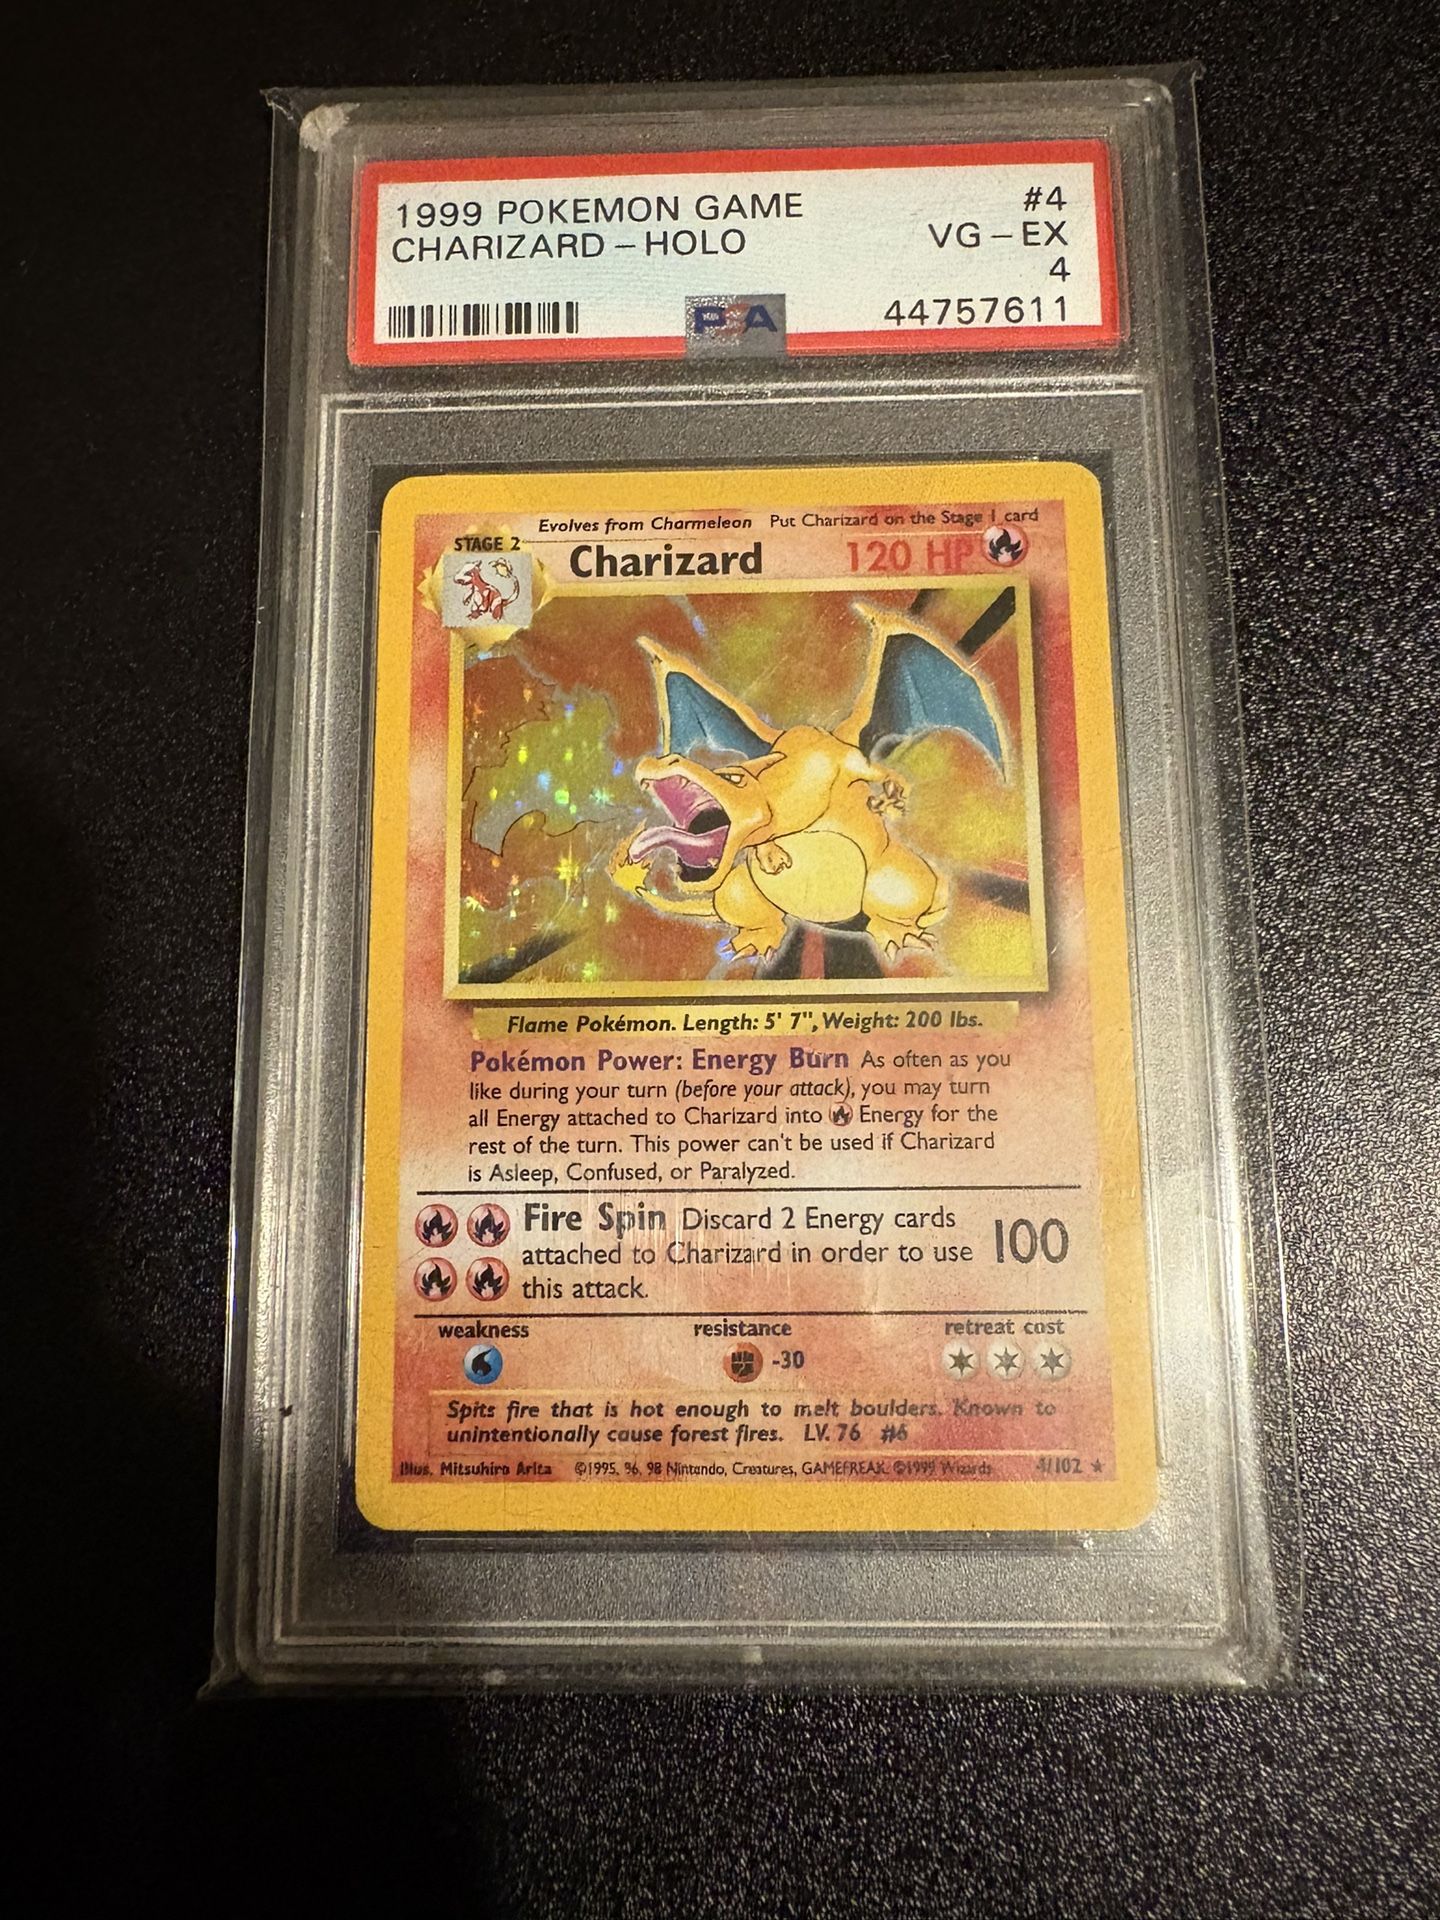 1999 POKEMON GAME #4
CHARIZARD – HOLO VG – EX
4
PSA 44757611
Evolves from Charmeleon Put Charizard on the Stage 1 card
STAGE 2
Charizard 120 HP
Flame Pokémon. Length: 5' 7", Weight: 200 lbs.
Pokémon Power: Energy Burn As often as you
like during your turn (before your attack), you may turn
all Energy attached to Charizard into Energy for the
rest of the turn. This power can't be used if Charizard
is Asleep, Confused, or Paralyzed.
Fire Spin Discard 2 Energy cards
attached to Charizard in order to use 100
this attack.
weakness resistance retreat cost
-30
Spits fire that is hot enough to melt boulders. Known to
unintentionally cause forest fires. LV. 76 #6
Illus. Mitsuhiro Arita ©1995, 96, 98 Nintendo, Creatures, GAMEFREAK. ©1999 Wizards. 4/102 ★